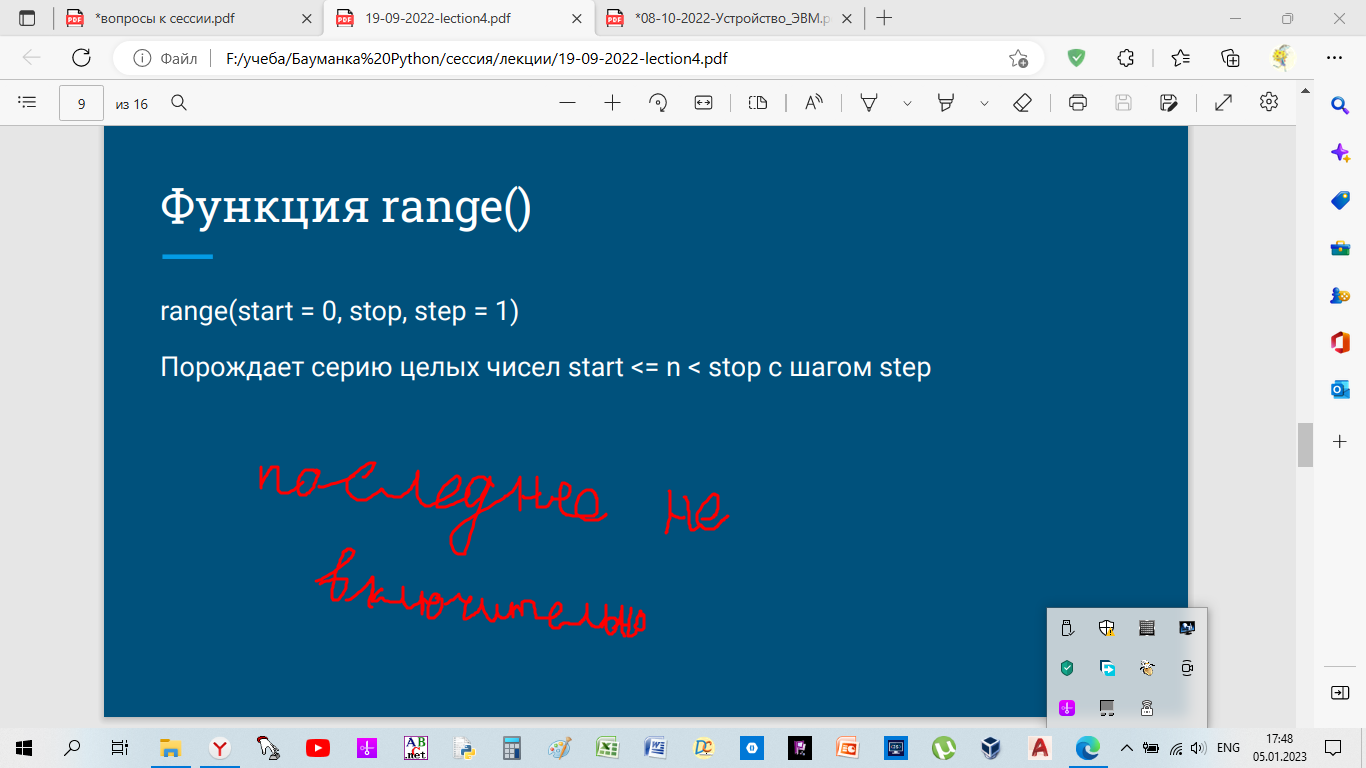 *вопросы к сессии.pdf
19-09-2022-lection4.pdf
*08-10-2022-Устройство_ЭВМ.p
Файл
F:/учеба/Бауманка%20Python/сессия/лекции/19-09-2022-lection4.pdf
9 из 16
Функция range()
range(start = 0, stop, step = 1)
Порождает серию целых чисел start <= n < stop с шагом step
последнее не
включительно
ENG
17:48
05.01.2023